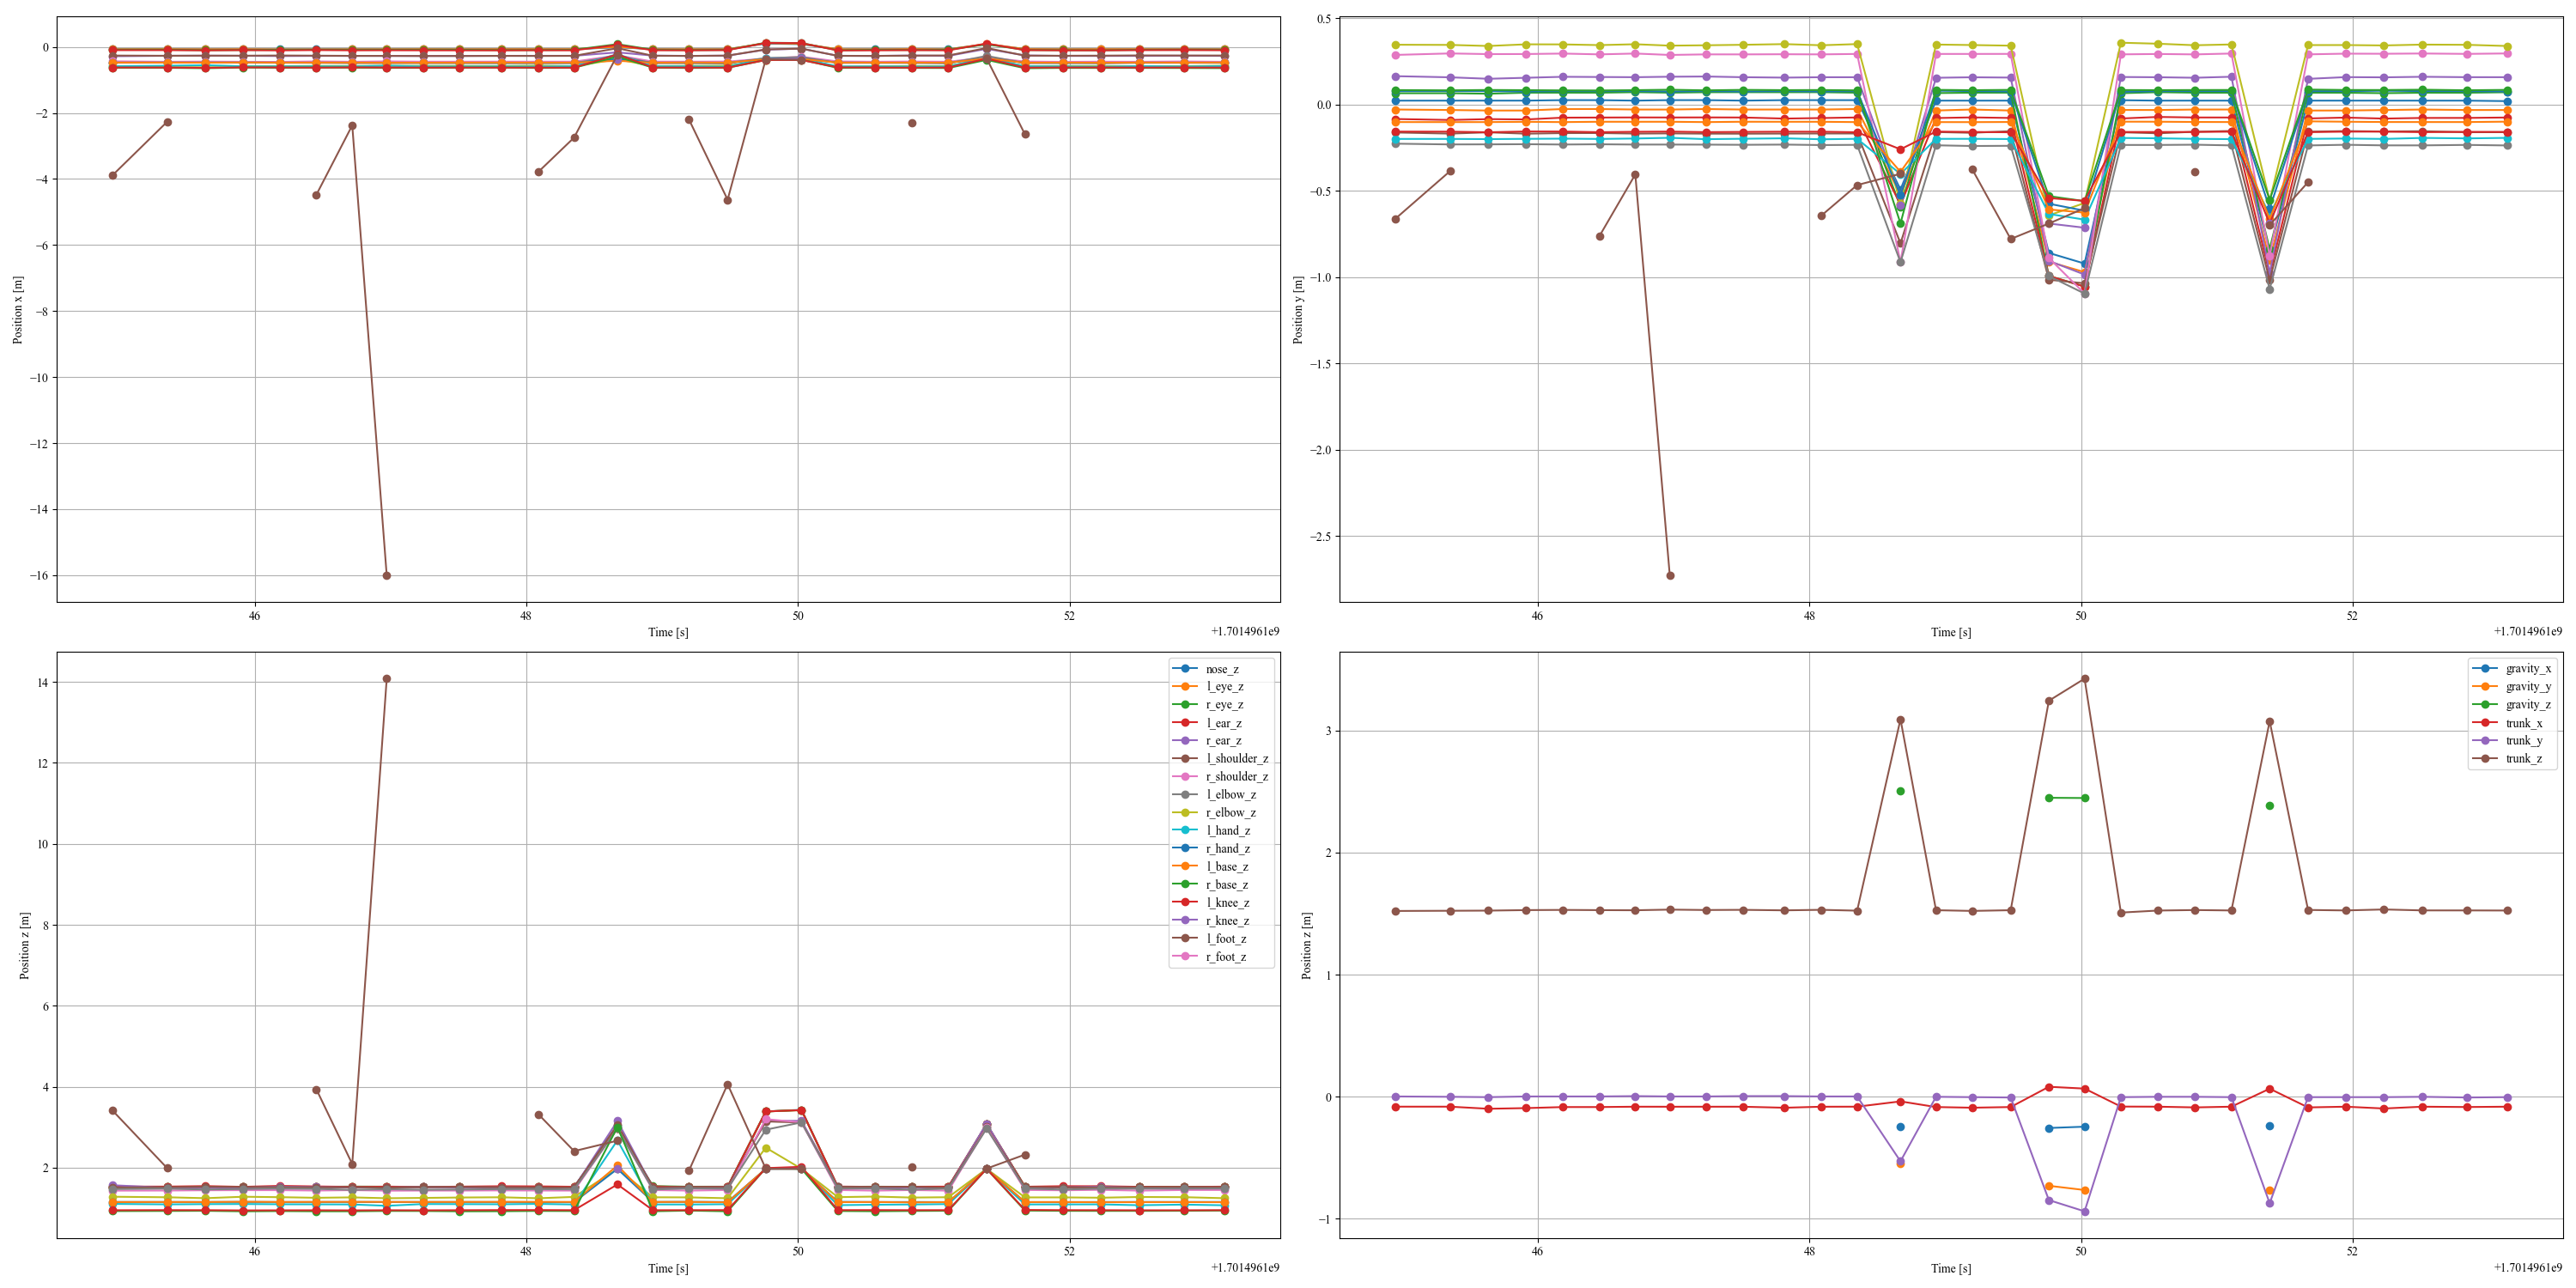 0
−2
−4
−6
−8
−10
−12
−14
−16
Position x [m]
46
48
50
52
Time [s]
+1.7014961e9
0.5
0.0
−0.5
−1.0
−1.5
−2.0
−2.5
Position y [m]
46
48
50
52
Time [s]
+1.7014961e9
14
12
10
8
6
4
2
Position z [m]
nose_z
l_eye_z
r_eye_z
l_ear_z
r_ear_z
l_shoulder_z
r_shoulder_z
l_elbow_z
r_elbow_z
l_hand_z
r_hand_z
l_base_z
r_base_z
l_knee_z
r_knee_z
l_foot_z
r_foot_z
46
48
50
52
Time [s]
+1.7014961e9
3
2
1
0
−1
Position z [m]
gravity_x
gravity_y
gravity_z
trunk_x
trunk_y
trunk_z
46
48
50
52
Time [s]
+1.7014961e9